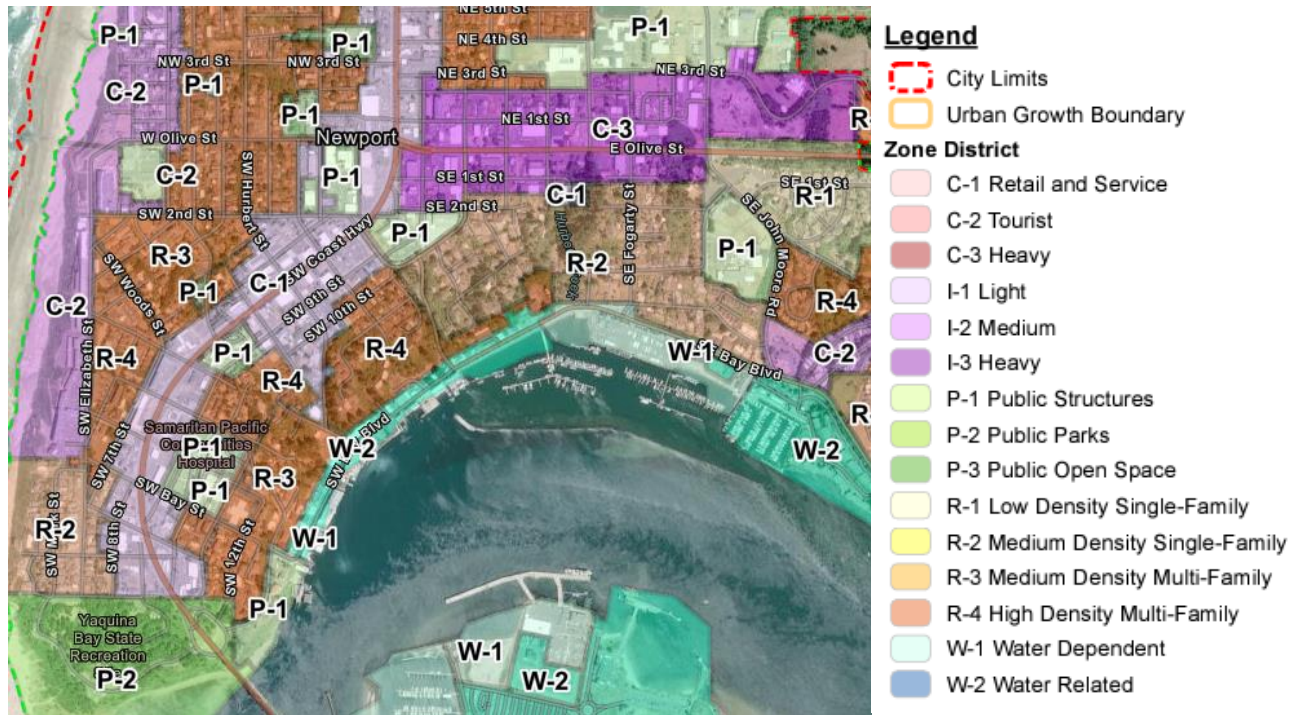 NE 5th St
P-1
P-1
NE 4th St
P-1
NW 3rd St
P-1
NW 3rd St
NE 3rd St
NE 3rd St
C-2
P-1
NE 1st St
C-3
R-
W Olive St
Newport
E Olive St
C-2
P-1
SE 1st St
C-1
SE 1st St
R-1
SW Hurbert St
SE 2nd St
SW 2nd St
P-1
SE Fogarty St
SE John Moore Rd
P-1
R-3
SW Coast Hwy
R-2
C-1
P-1
SW 9th St
C-2
SW Woods St
SW 10th St
R-4
R-4
P-1
R-4
W-1
SE Bay Blvd
C-2
SW Elizabeth St
R-4
R-
Samaritan Pacific
Communities
Hospital
P-1
W-2
W-2
SW 7th St
R-3
P-1
SW Bay St
R-2
SW 8th St
W-1
SW 12th St
P-1
Yaquina
Bay State
Recreation
P-2
W-1
W-2
Legend
City Limits
Urban Growth Boundary
Zone District
C-1 Retail and Service
C-2 Tourist
C-3 Heavy
I-1 Light
I-2 Medium
I-3 Heavy
P-1 Public Structures
P-2 Public Parks
P-3 Public Open Space
R-1 Low Density Single-Family
R-2 Medium Density Single-Family
R-3 Medium Density Multi-Family
R-4 High Density Multi-Family
W-1 Water Dependent
W-2 Water Related